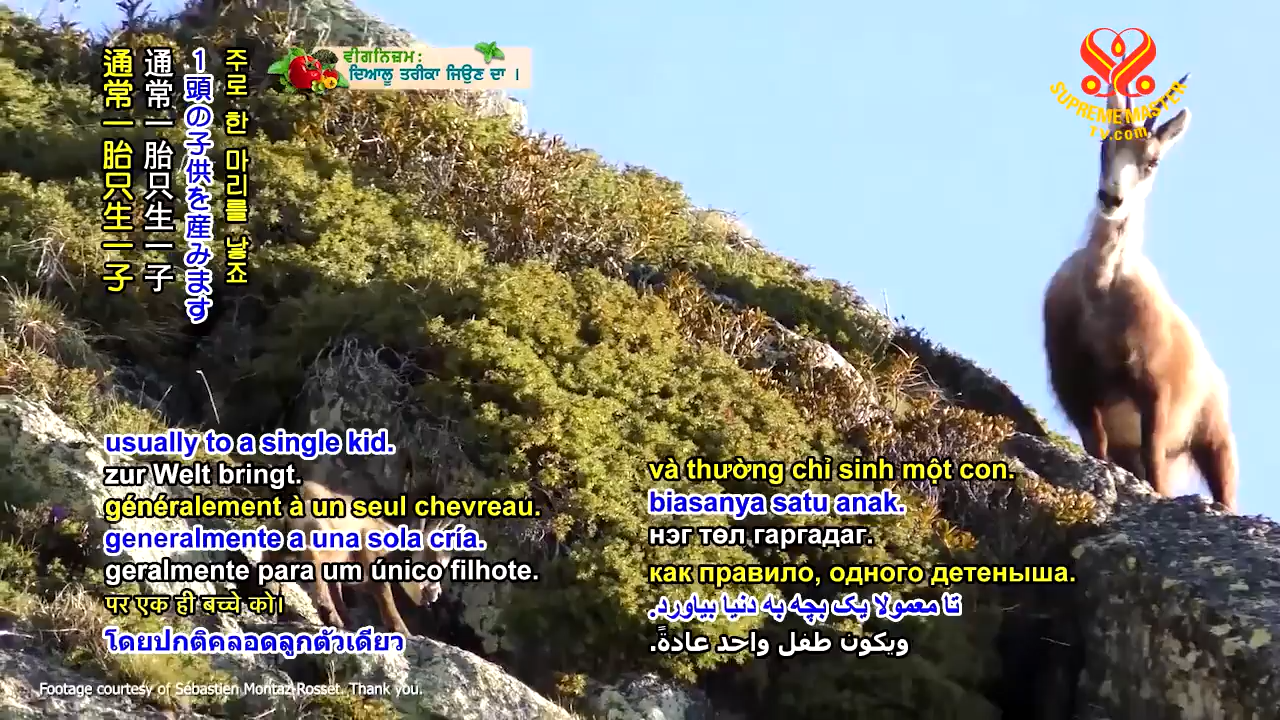 주로 한 마리를 낳죠
1頭の子供を産みます
通常一胎只生一子
通常一胎只生一子
ਵੀਗਨਿਜ਼ਮ:
ਦਿਆਲੂ ਤਰੀਕਾ ਜਿਉਣ ਦਾ ।
SUPREME MASTER
TV.com
usually to a single kid.
zur Welt bringt.
généralement à un seul chevreau.
generalmente a una sola cría.
geralmente para um único filhote.
पर एक ही बच्चे को।
โดยปกติคลอดลูกตัวเดียว
và thường chỉ sinh một con.
biasanya satu anak.
нэг төл гаргадаг.
как правило, одного детеныша.
تا معمولا یک بچه به دنیا بیاورد.
ويكون طفل واحد عادةً.
Footage courtesy of Sébastien Montaz-Rosset. Thank you.